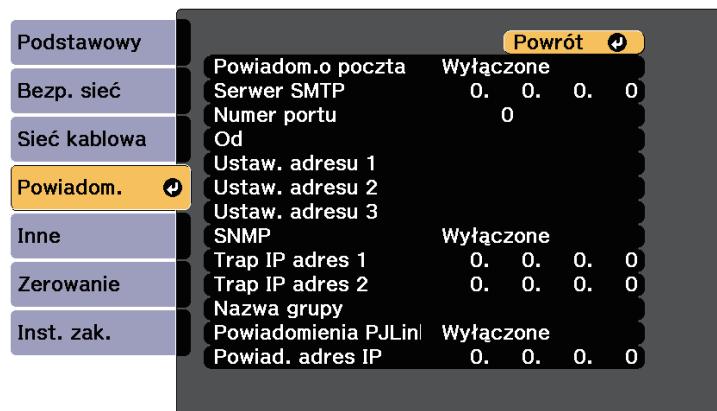 Podstawowy
Bezp. sieć
Sieć kablowa
Powiadom.
Inne
Zerowanie
Inst. zak.
Powrót
Powiadom.o poczta Wyłączone
Serwer SMTP 0. 0. 0. 0
Numer portu 0
Od
Ustaw. adresu 1
Ustaw. adresu 2
Ustaw. adresu 3
SNMP Wyłączone
Trap IP adres 1 0. 0. 0. 0
Trap IP adres 2 0. 0. 0. 0
Nazwa grupy
Powiadomienia PJLinl Wyłączone
Powiad. adres IP 0. 0. 0. 0